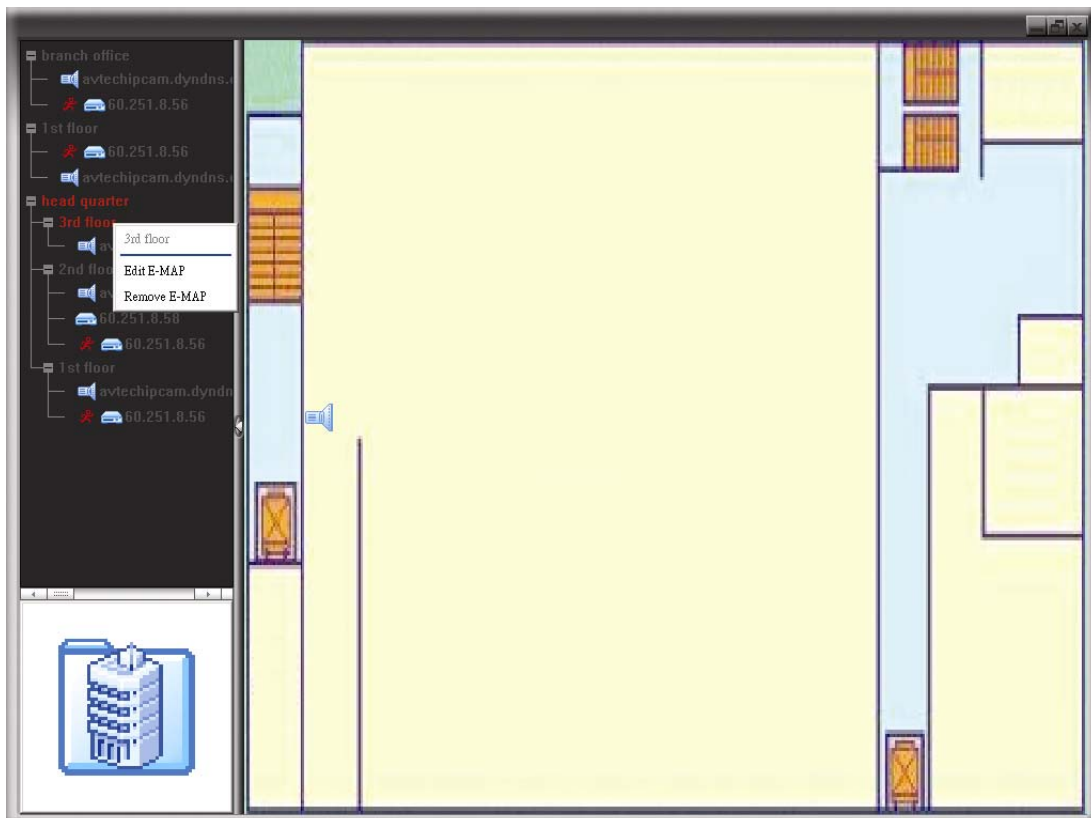 branch office
avtechipcam.dyndns.
60.251.8.56
1st floor
60.251.8.56
avtechipcam.dyndns.
head quarter
3rd floor
3rd floor
Edit E-MAP
Remove E-MAP
2nd floo
60.251.8.58
60.251.8.56
1st floor
avtechipcam.dyndn
60.251.8.56